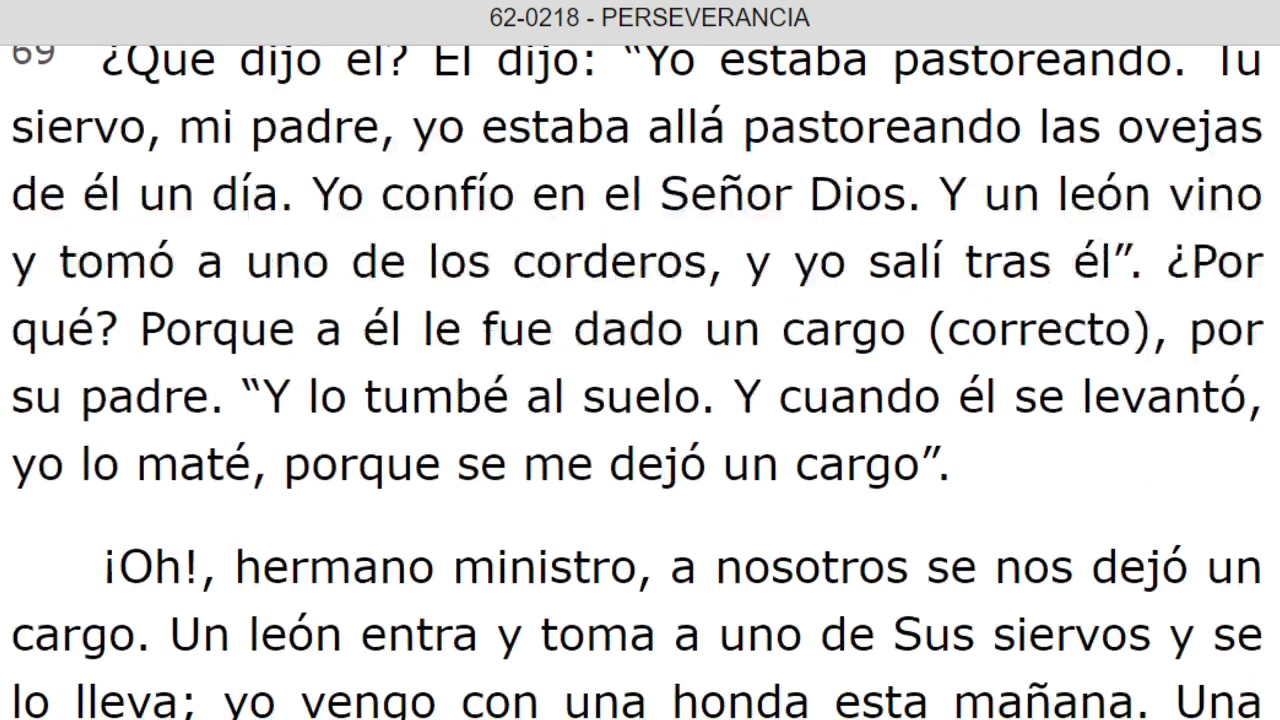 62-0218 - PERSEVERANCIA
69 ¿Qué dijo él? Él dijo: “Yo estaba pastoreando. Tu
siervo, mi padre, yo estaba allá pastoreando las ovejas
de él un día. Yo confío en el Señor Dios. Y un león vino
y tomó a uno de los corderos, y yo salí tras él”. ¿Por
qué? Porque a él le fue dado un cargo (correcto), por
su padre. “Y lo tumbé al suelo. Y cuando él se levantó,
yo lo maté, porque se me dejó un cargo”.
¡Oh!, hermano ministro, a nosotros se nos dejó un
cargo. Un león entra y toma a uno de Sus siervos y se
lo lleva; yo vengo con una honda esta mañana. Una